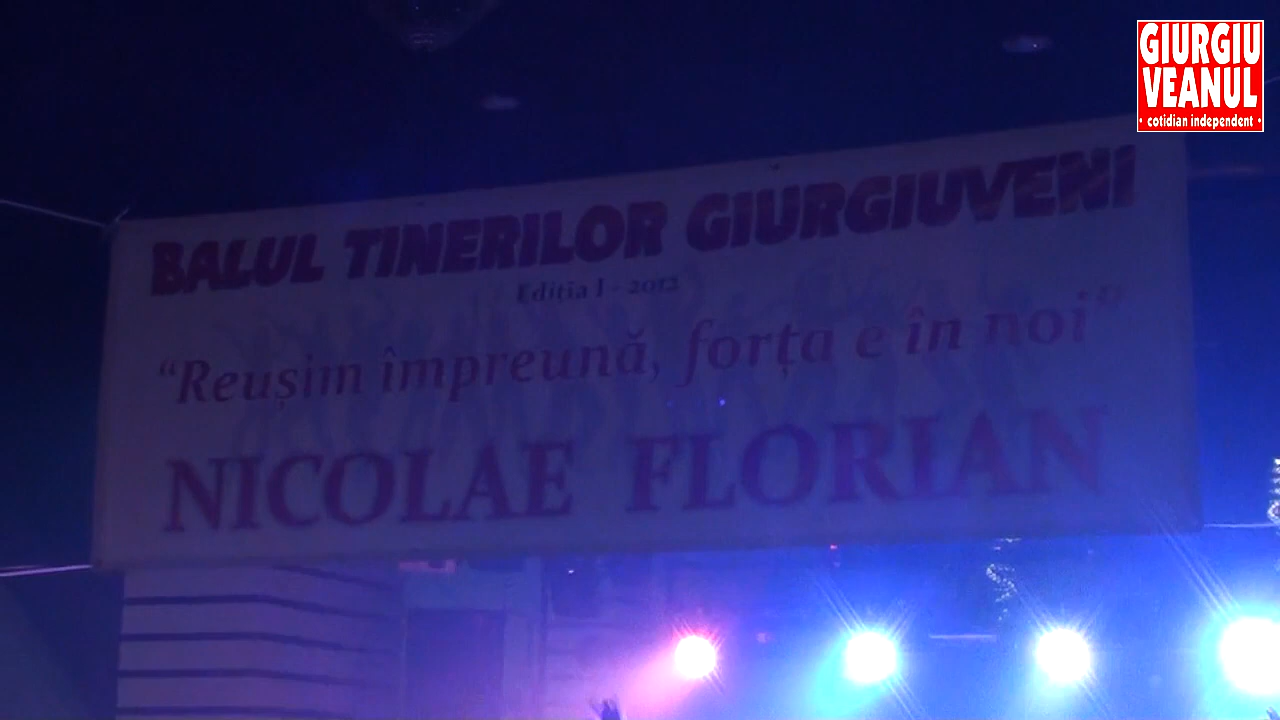 GIURGIU
VEANUL
• cotidian independent •
BALUL TINERILOR GIURGIUVENI
Ediția I - 2012
“Reușim împreună, forța e în noi”
NICOLAE FLORIAN